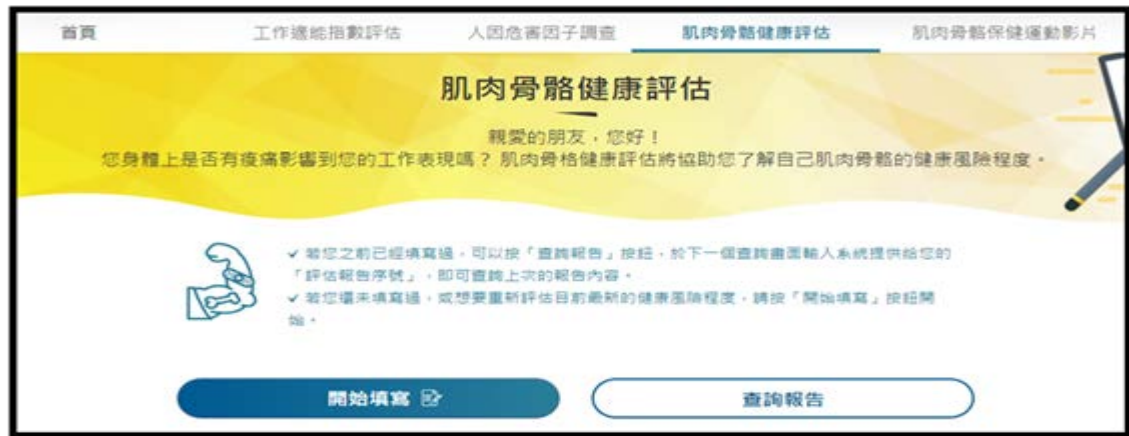 首頁 工作適能指數評估 人因危害因子調查 肌肉骨骼健康評估 肌肉骨骼保健運動影片
肌肉骨骼健康評估
親愛的朋友，您好！
您身體上是否有痠痛影響到您的工作表現嗎？肌肉骨格健康評估將協助您了解自己肌肉骨骼的健康風險程度。
✓ 若您之前已經填寫過，可以按「查詢報告」按鈕，於下一個查詢畫面輸入系統提供給您的
「評估報告序號」，即可查詢上次的報告內容。
✓ 若您還未填寫過，或想要重新評估目前最新的健康風險程度，請按「開始填寫」按鈕開
始。
開始填寫 查詢報告